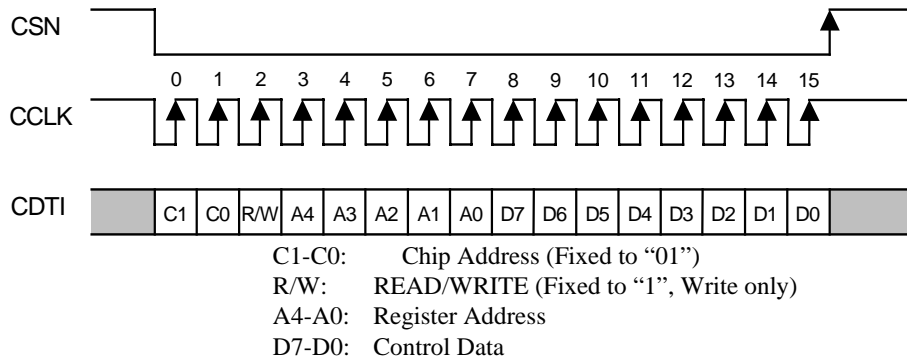 CSN
0 1 2 3 4 5 6 7 8 9 10 11 12 13 14 15
CCLK
CDTI C1 C0 R/W A4 A3 A2 A1 A0 D7 D6 D5 D4 D3 D2 D1 D0
C1-C0: Chip Address (Fixed to “01”)
R/W: READ/WRITE (Fixed to “1”, Write only)
A4-A0: Register Address
D7-D0: Control Data